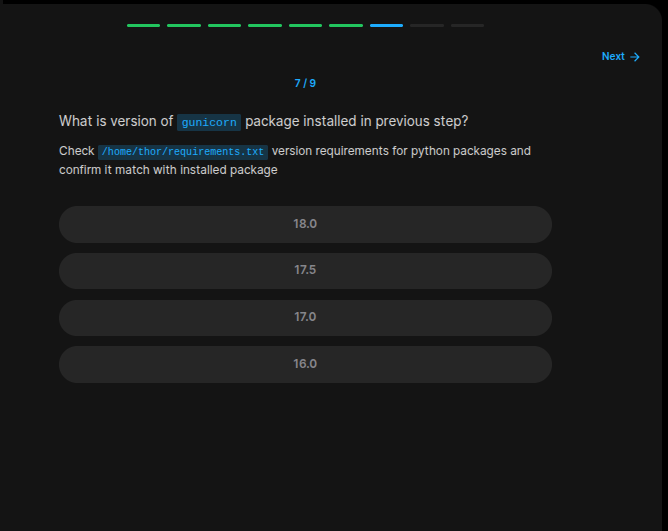 Next →
7 / 9
What is version of gunicorn package installed in previous step?
Check /home/thor/requirements.txt version requirements for python packages and
confirm it match with installed package
18.0
17.5
17.0
16.0